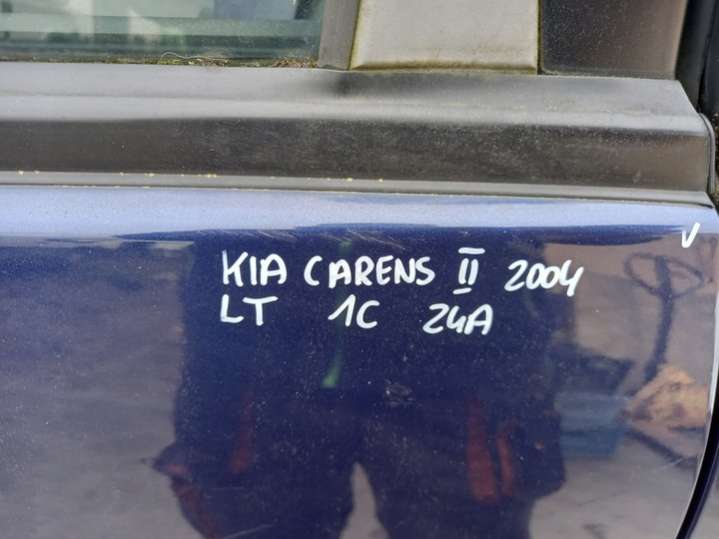 KIA CARENS II 2004
LT 1C 24A